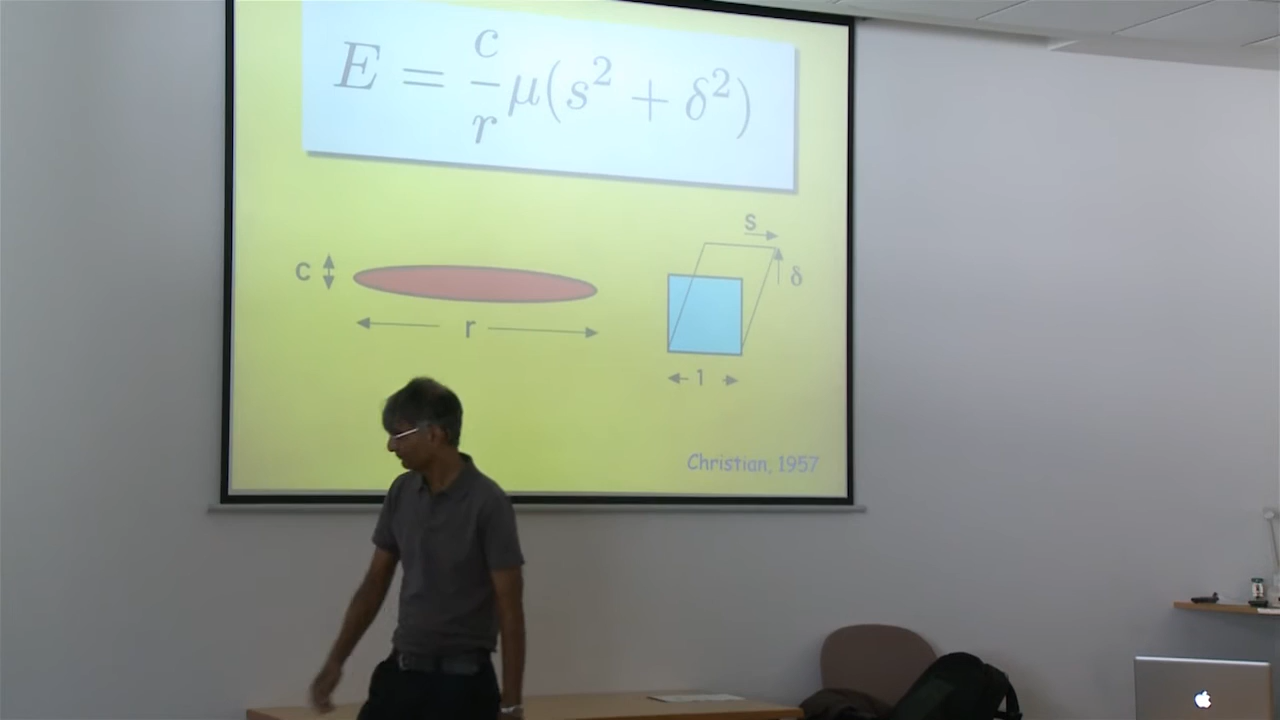 E = c/r μ(s² + δ²)
s
c
δ
r
1
Christian, 1957